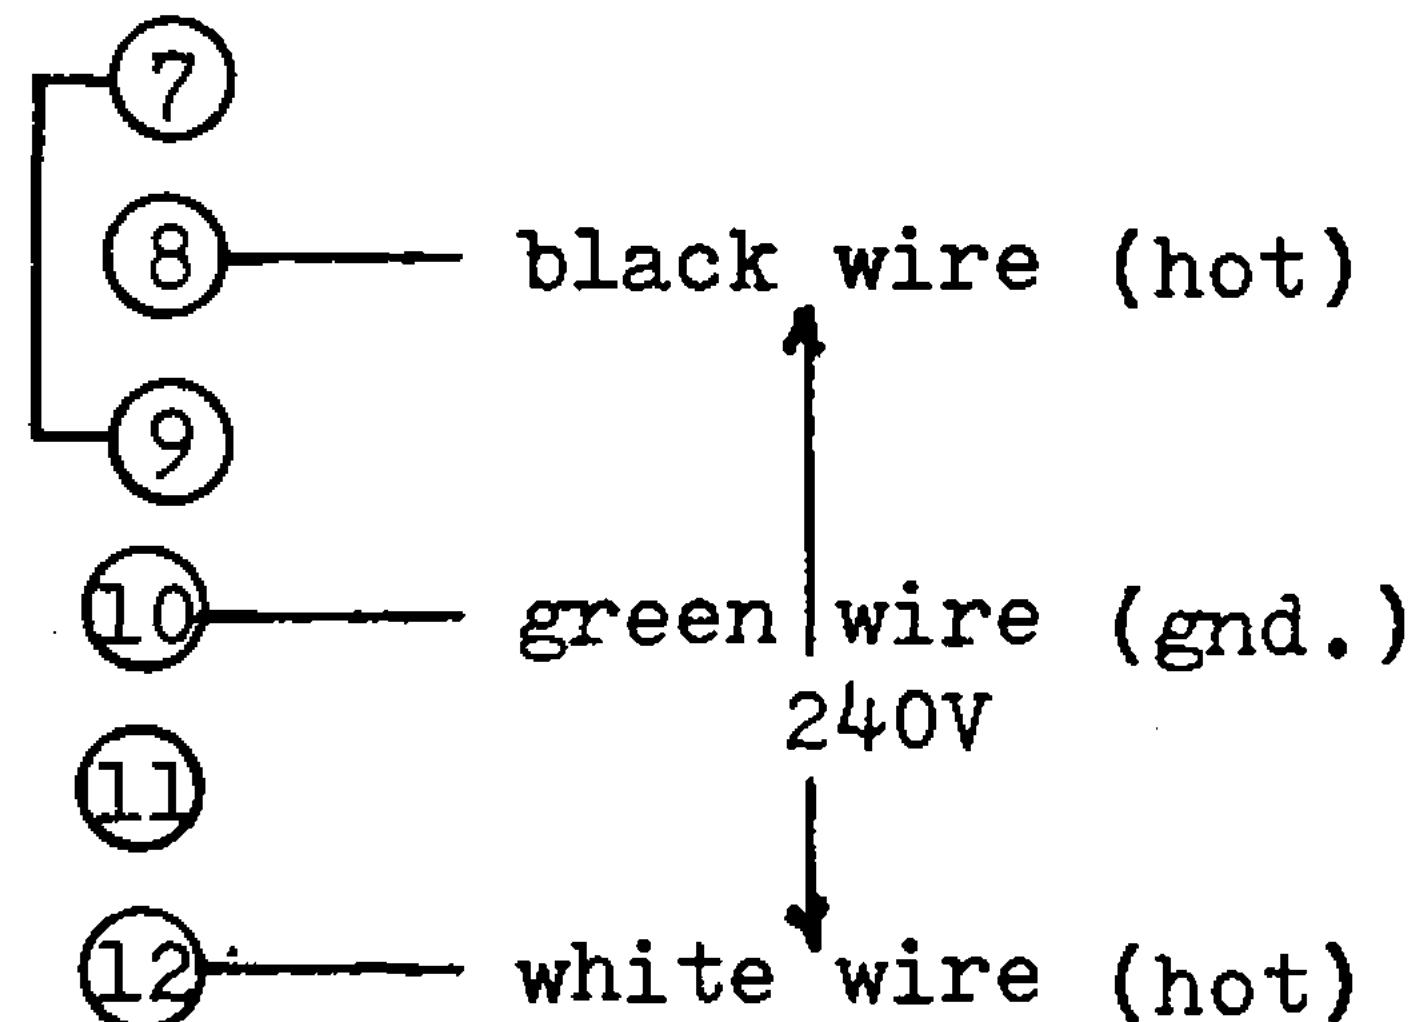 7
8 black wire (hot)
9
10 green wire (gnd.)
240V
11
12 white wire (hot)